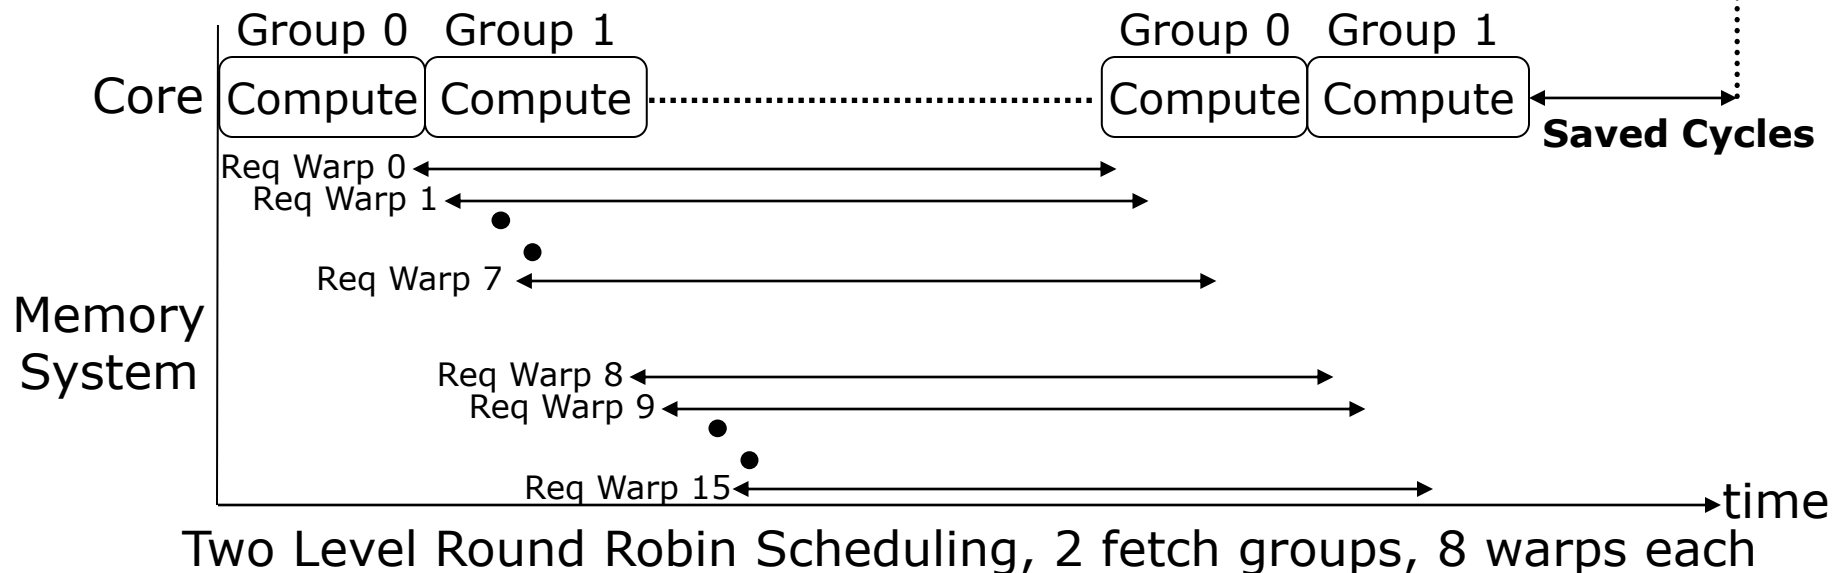 Group 0 Group 1 Group 0 Group 1
Core Compute Compute Compute Compute
Saved Cycles
Req Warp 0
Req Warp 1
Req Warp 7
Memory
System
Req Warp 8
Req Warp 9
Req Warp 15
time
Two Level Round Robin Scheduling, 2 fetch groups, 8 warps each